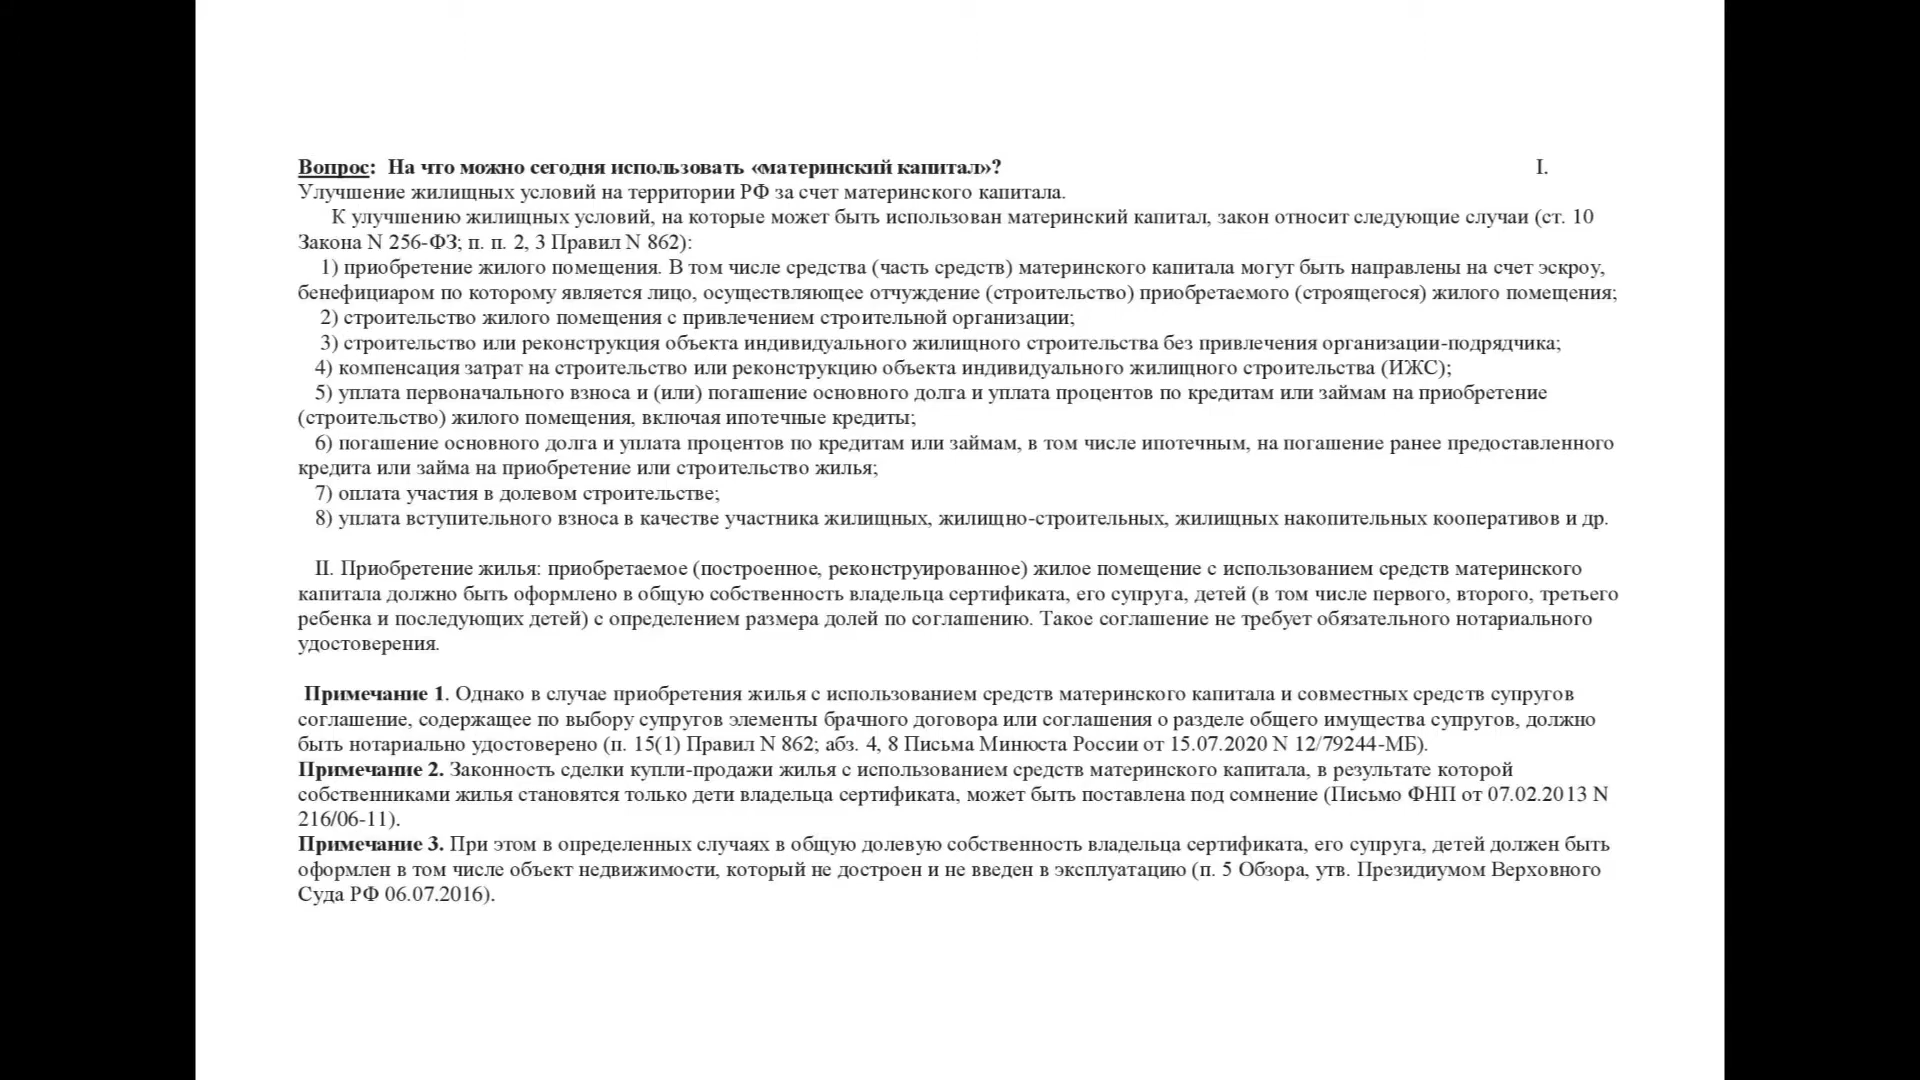 Вопрос: На что можно сегодня использовать «материнский капитал»? I.
Улучшение жилищных условий на территории РФ за счет материнского капитала.
К улучшению жилищных условий, на которые может быть использован материнский капитал, закон относит следующие случаи (ст. 10
Закона N 256-ФЗ; п. п. 2, 3 Правил N 862):
1) приобретение жилого помещения. В том числе средства (часть средств) материнского капитала могут быть направлены на счет эскроу,
бенефициаром по которому является лицо, осуществляющее отчуждение (строительство) приобретаемого (строящегося) жилого помещения;
2) строительство жилого помещения с привлечением строительной организации;
3) строительство или реконструкция объекта индивидуального жилищного строительства без привлечения организации-подрядчика;
4) компенсация затрат на строительство или реконструкцию объекта индивидуального жилищного строительства (ИЖС);
5) уплата первоначального взноса и (или) погашение основного долга и уплата процентов по кредитам или займам на приобретение
(строительство) жилого помещения, включая ипотечные кредиты;
6) погашение основного долга и уплата процентов по кредитам или займам, в том числе ипотечным, на погашение ранее предоставленного
кредита или займа на приобретение или строительство жилья;
7) оплата участия в долевом строительстве;
8) уплата вступительного взноса в качестве участника жилищных, жилищно-строительных, жилищных накопительных кооперативов и др.
II. Приобретение жилья: приобретаемое (построенное, реконструированное) жилое помещение с использованием средств материнского
капитала должно быть оформлено в общую собственность владельца сертификата, его супруга, детей (в том числе первого, второго, третьего
ребенка и последующих детей) с определением размера долей по соглашению. Такое соглашение не требует обязательного нотариального
удостоверения.
Примечание 1. Однако в случае приобретения жилья с использованием средств материнского капитала и совместных средств супругов
соглашение, содержащее по выбору супругов элементы брачного договора или соглашения о разделе общего имущества супругов, должно
быть нотариально удостоверено (п. 15(1) Правил N 862; абз. 4, 8 Письма Минюста России от 15.07.2020 N 12/79244-МБ).
Примечание 2. Законность сделки купли-продажи жилья с использованием средств материнского капитала, в результате которой
собственниками жилья становятся только дети владельца сертификата, может быть поставлена под сомнение (Письмо ФНП от 07.02.2013 N
216/06-11).
Примечание 3. При этом в определенных случаях в общую долевую собственность владельца сертификата, его супруга, детей должен быть
оформлен в том числе объект недвижимости, который не достроен и не введен в эксплуатацию (п. 5 Обзора, утв. Президиумом Верховного
Суда РФ 06.07.2016).